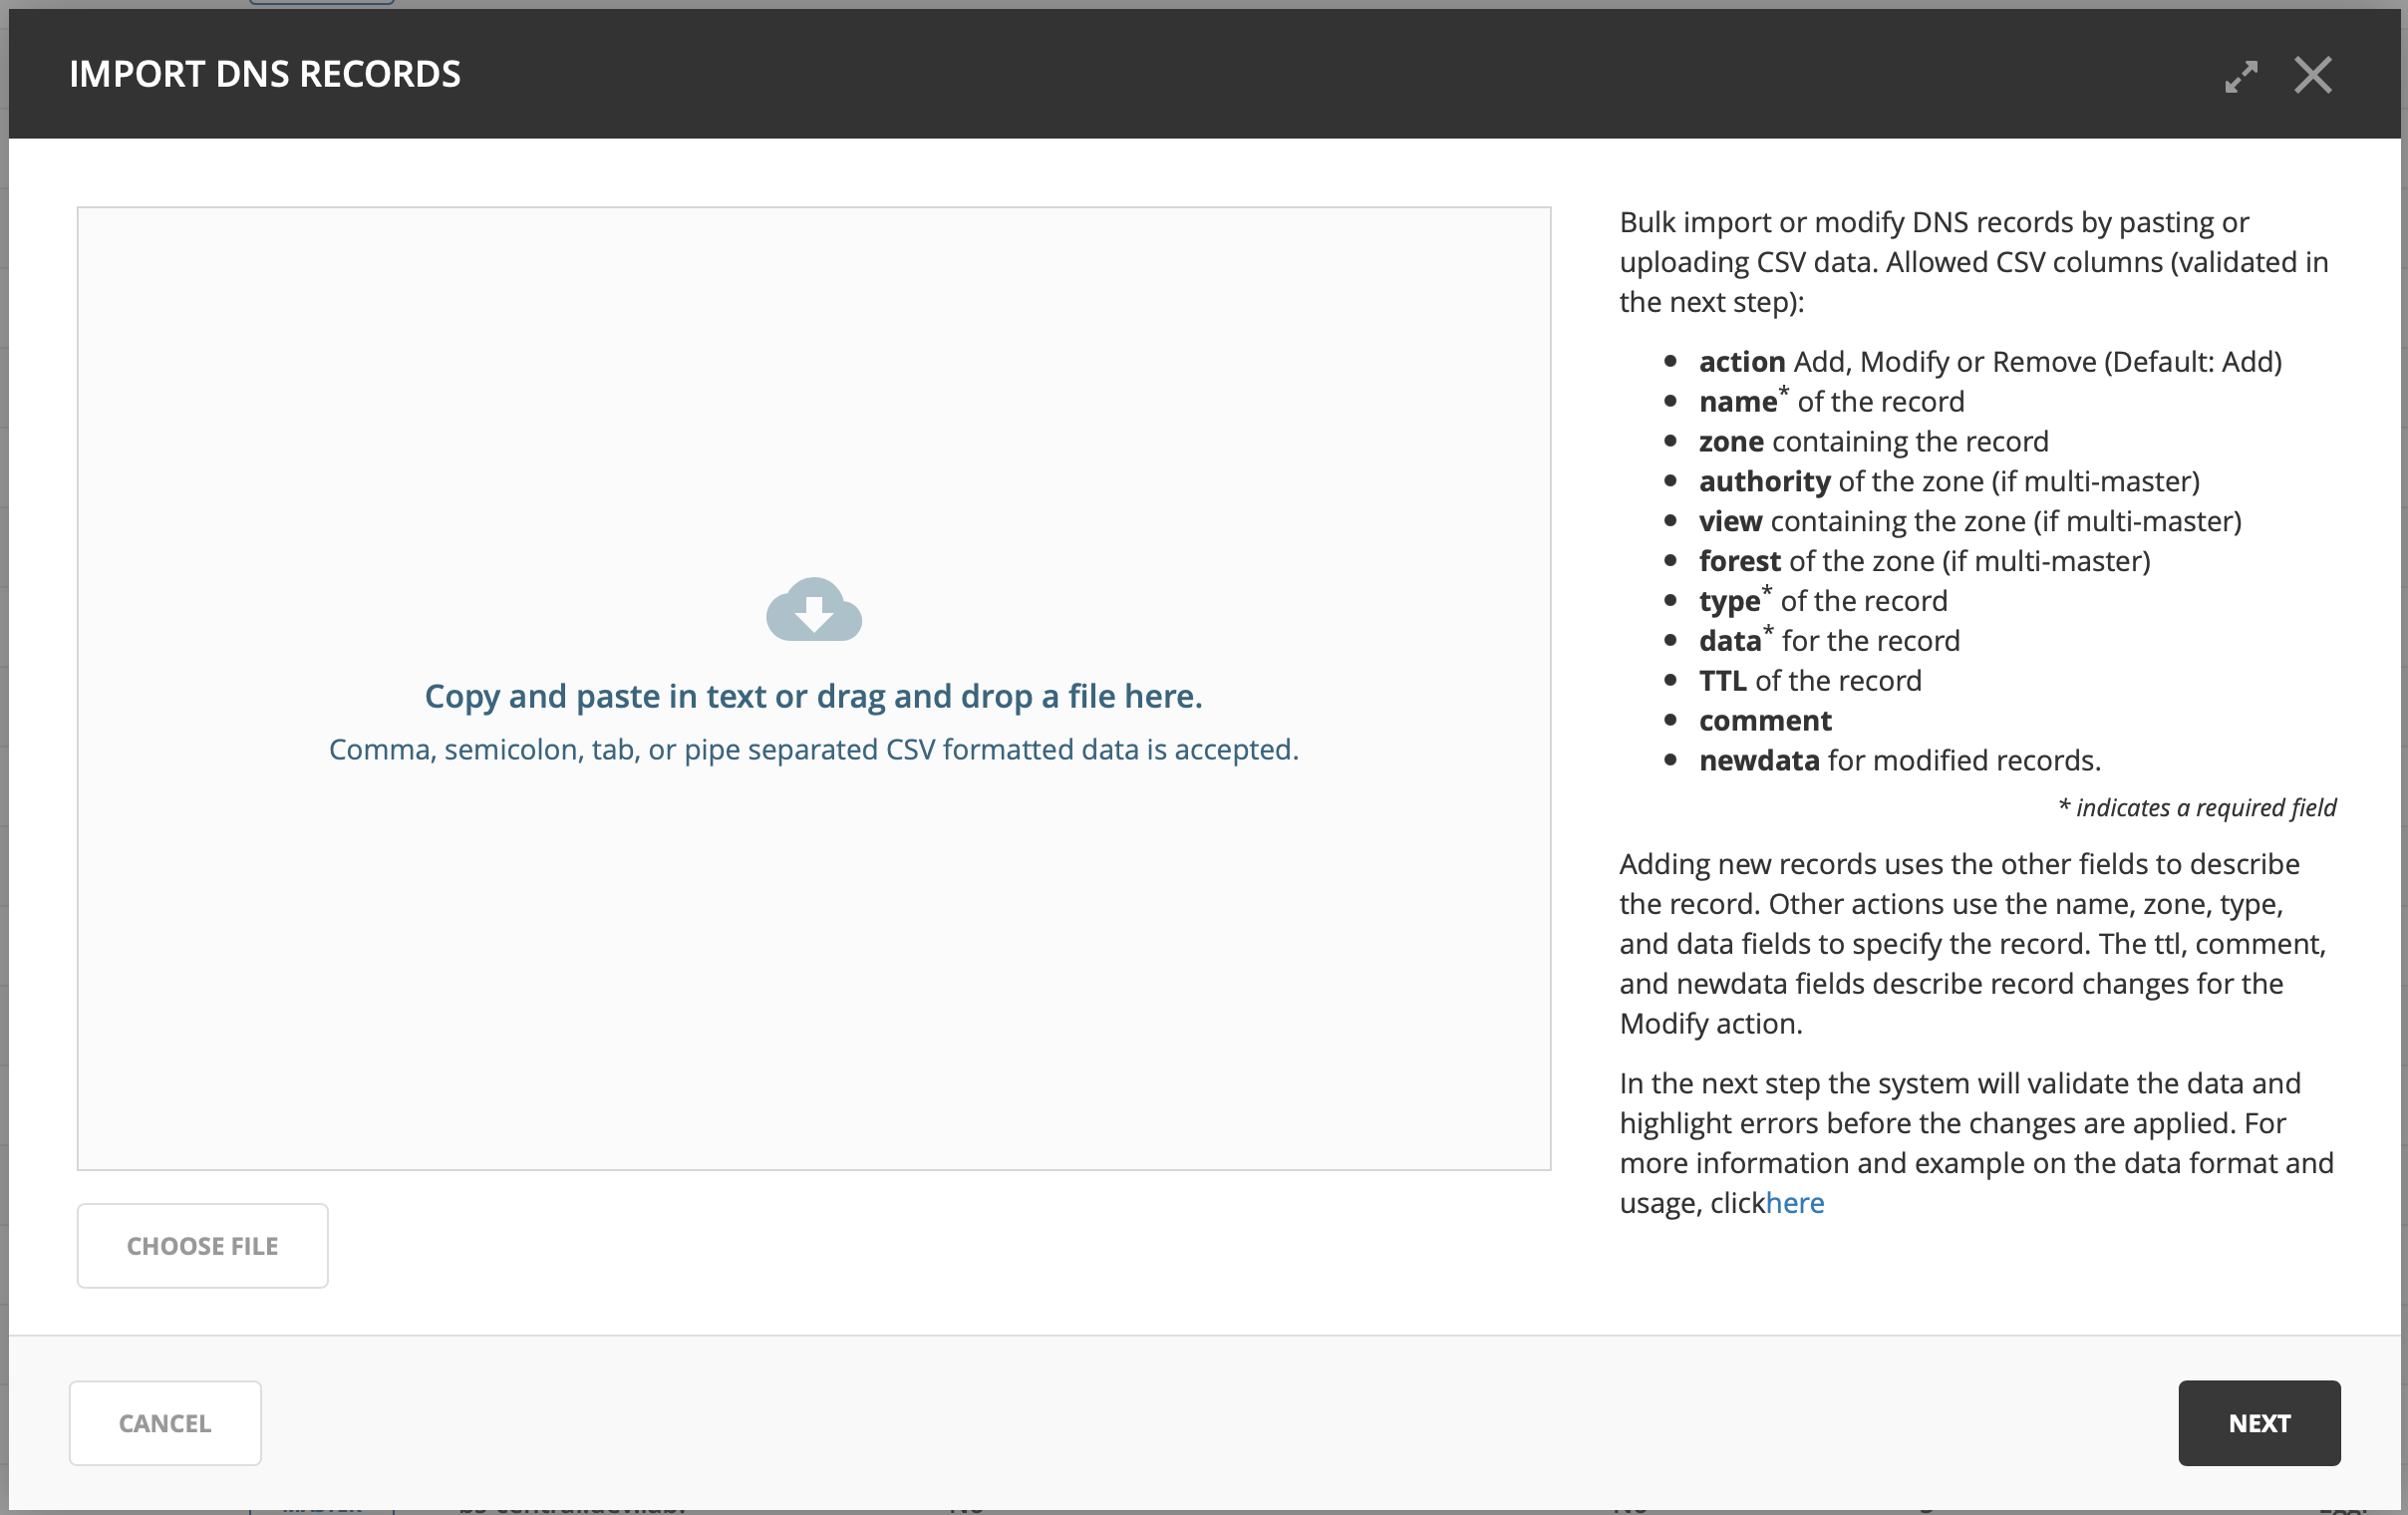 IMPORT DNS RECORDS
Copy and paste in text or drag and drop a file here.
Comma, semicolon, tab, or pipe separated CSV formatted data is accepted.
CHOOSE FILE
Bulk import or modify DNS records by pasting or
uploading CSV data. Allowed CSV columns (validated in
the next step):
• action Add, Modify or Remove (Default: Add)
• name* of the record
• zone containing the record
• authority of the zone (if multi-master)
• view containing the zone (if multi-master)
• forest of the zone (if multi-master)
• type* of the record
• data* for the record
• TTL of the record
• comment
• newdata for modified records.
* indicates a required field
Adding new records uses the other fields to describe
the record. Other actions use the name, zone, type,
and data fields to specify the record. The ttl, comment,
and newdata fields describe record changes for the
Modify action.
In the next step the system will validate the data and
highlight errors before the changes are applied. For
more information and example on the data format and
usage, clickhere
CANCEL
NEXT